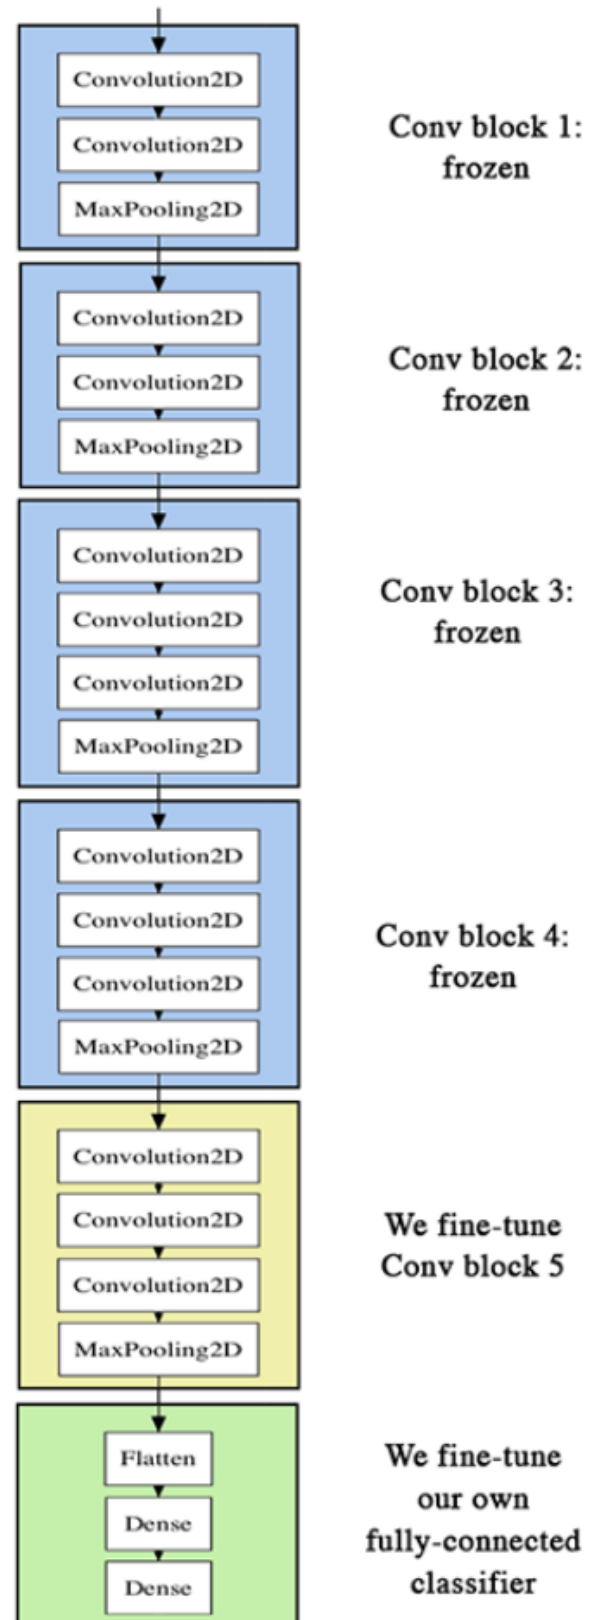 Convolution2D
Convolution2D
MaxPooling2D
Conv block 1:
frozen
Convolution2D
Convolution2D
MaxPooling2D
Conv block 2:
frozen
Convolution2D
Convolution2D
Convolution2D
MaxPooling2D
Conv block 3:
frozen
Convolution2D
Convolution2D
Convolution2D
MaxPooling2D
Conv block 4:
frozen
Convolution2D
Convolution2D
Convolution2D
MaxPooling2D
We fine-tune
Conv block 5
Flatten
Dense
Dense
We fine-tune
our own
fully-connected
classifier